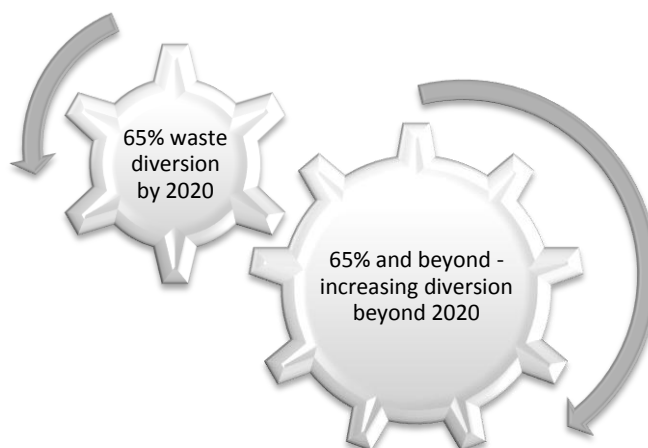 65% waste
diversion
by 2020
65% and beyond -
increasing diversion
beyond 2020